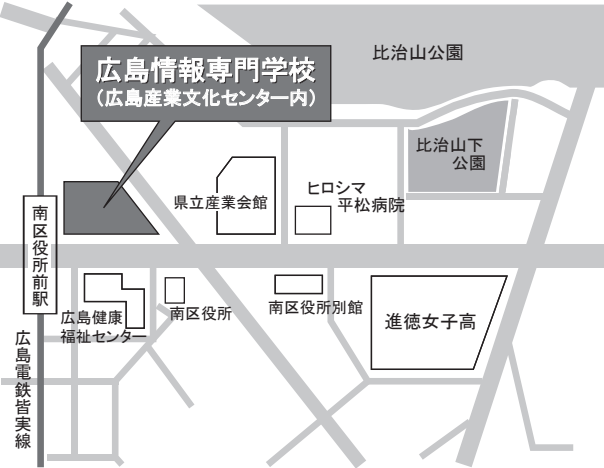 比治山公園
広島情報専門学校
(広島産業文化センター内)
比治山下
公園
県立産業会館
ヒロシマ
平松病院
南区役所前駅
広島健康
福祉センター
南区役所
南区役所別館
進徳女子高
広島電鉄皆実線